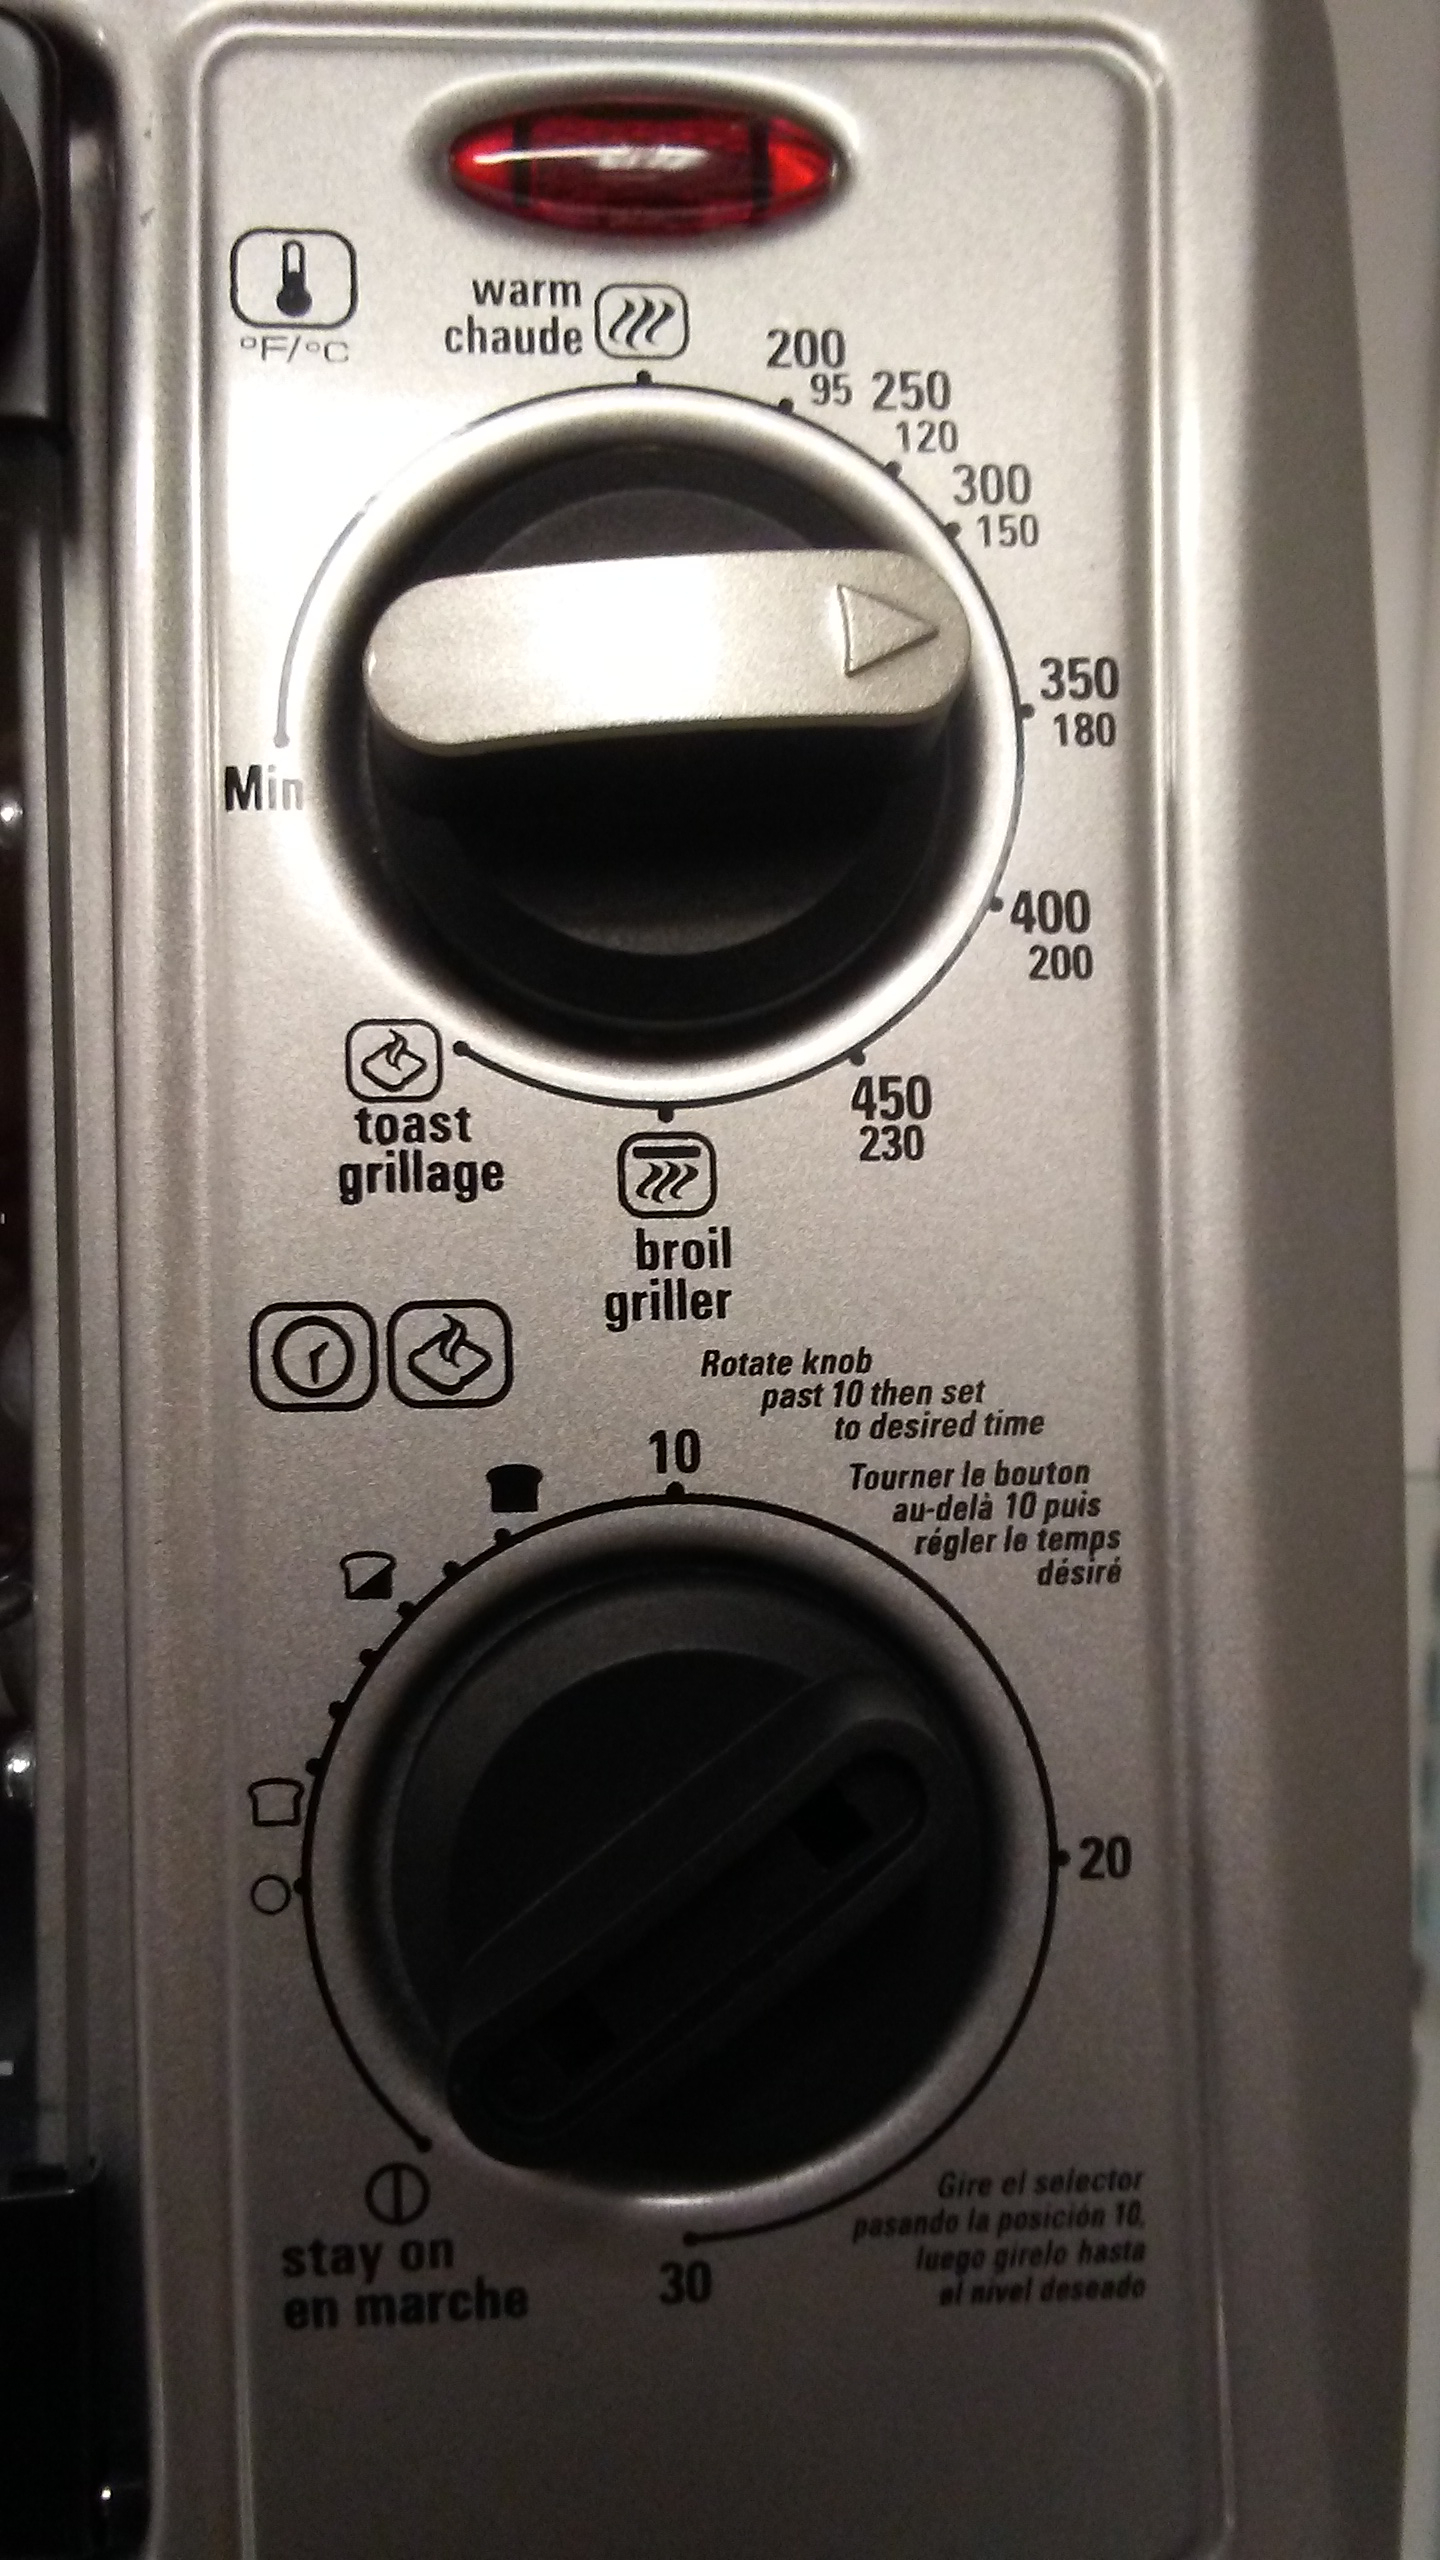 °F/°C
warm
chaude
200
95
250
120
300
150
350
180
Min
400
200
450
230
toast
grillage
broil
griller
Rotate knob
past 10 then set
to desired time
10
Tourner le bouton
au-delà 10 puis
régler le temps
désiré
20
Gire el selector
pasando la posición 10,
luego girelo hasta
el nivel deseado
stay on
en marche
30